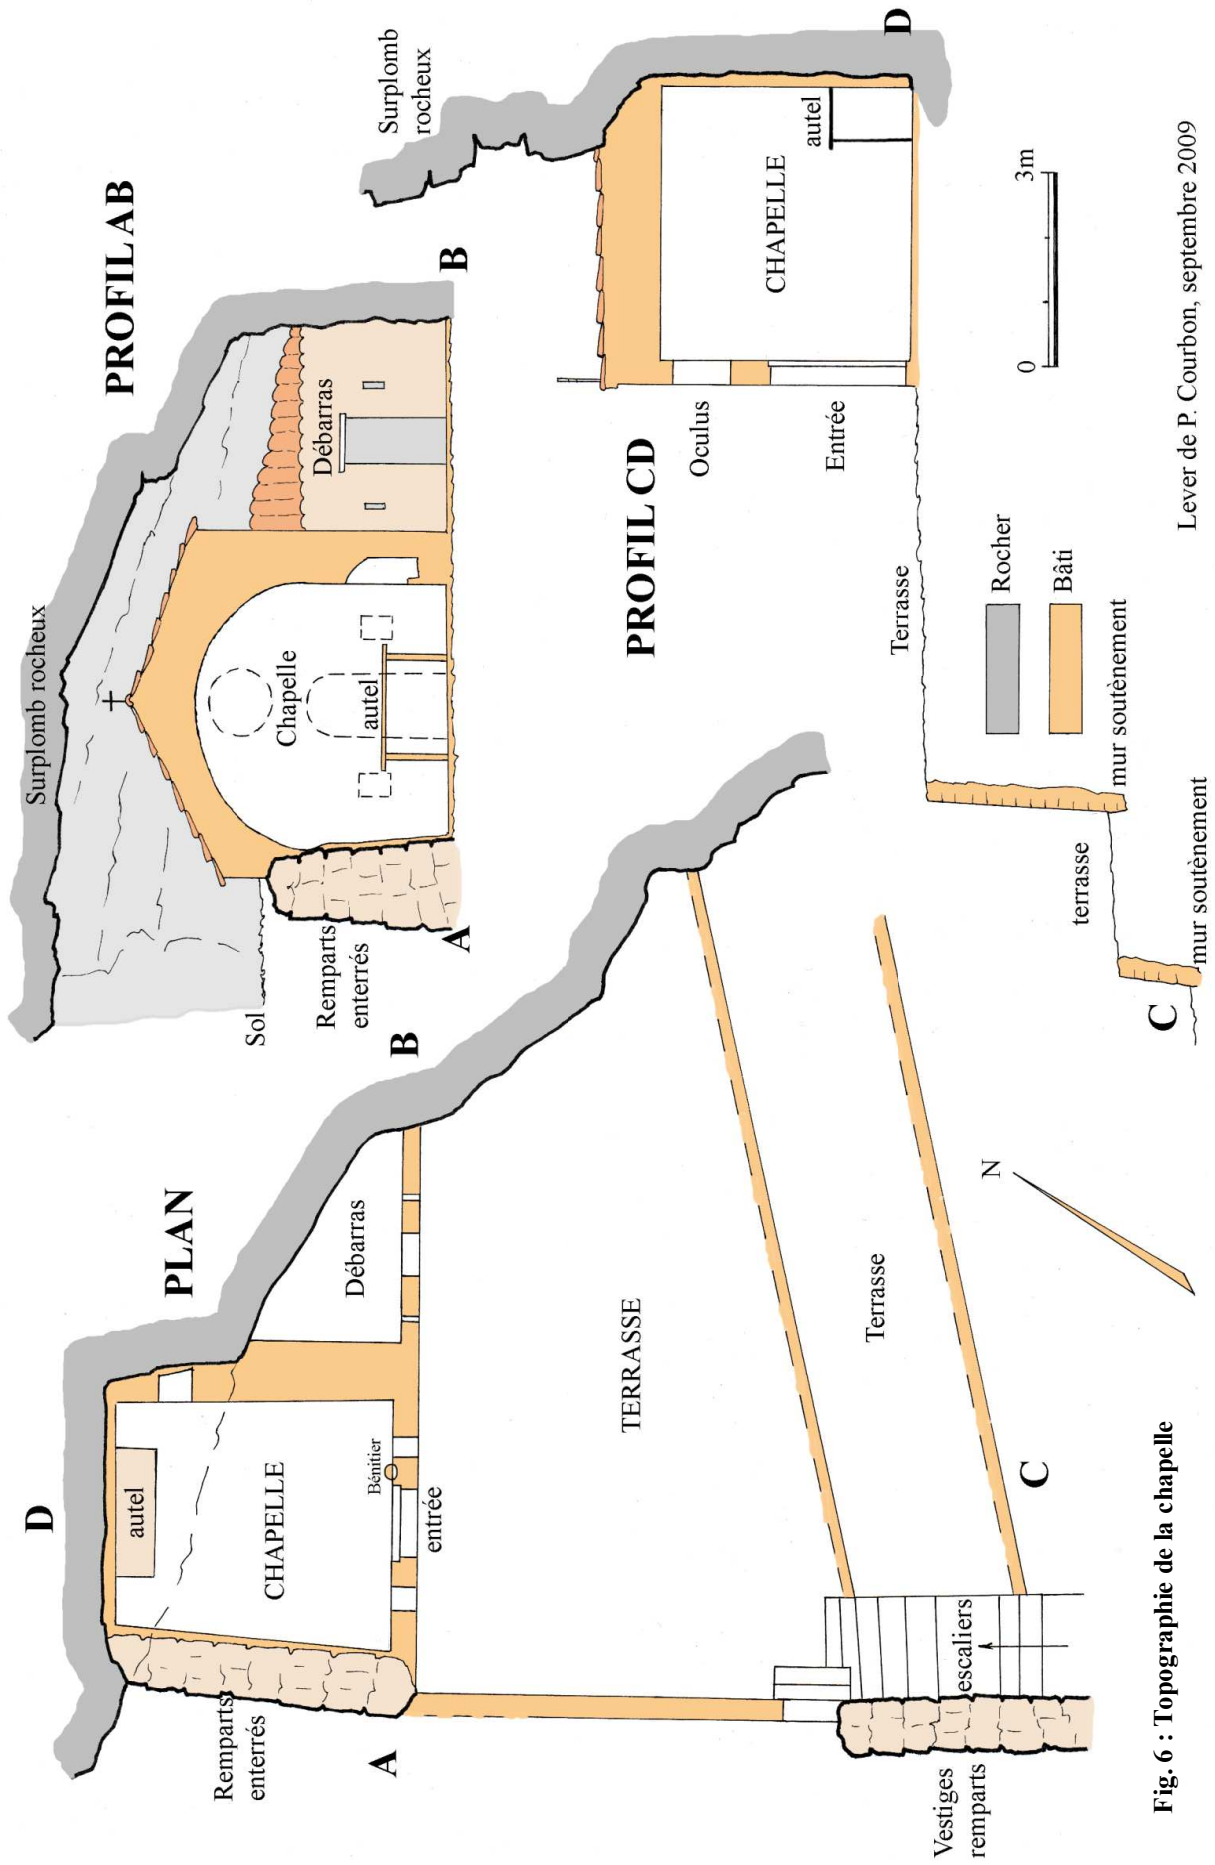 PLAN
D
autel
CHAPELLE
Bénitier
entrée
Débarras
B
Remparts
enterrés
A
TERRASSE
Terrasse
C
escaliers
Vestiges
remparts
N
PROFIL AB
Surplomb rocheux
Chapelle
autel
Débarras
Sol
Remparts
enterrés
A
B
PROFIL CD
Surplomb
rocheux
CHAPELLE
autel
D
Oculus
Entrée
Terrasse
mur soutènement
terrasse
mur soutènement
C
0
3m
Rocher
Bâti
Lever de P. Courbon, septembre 2009
Fig. 6 : Topographie de la chapelle